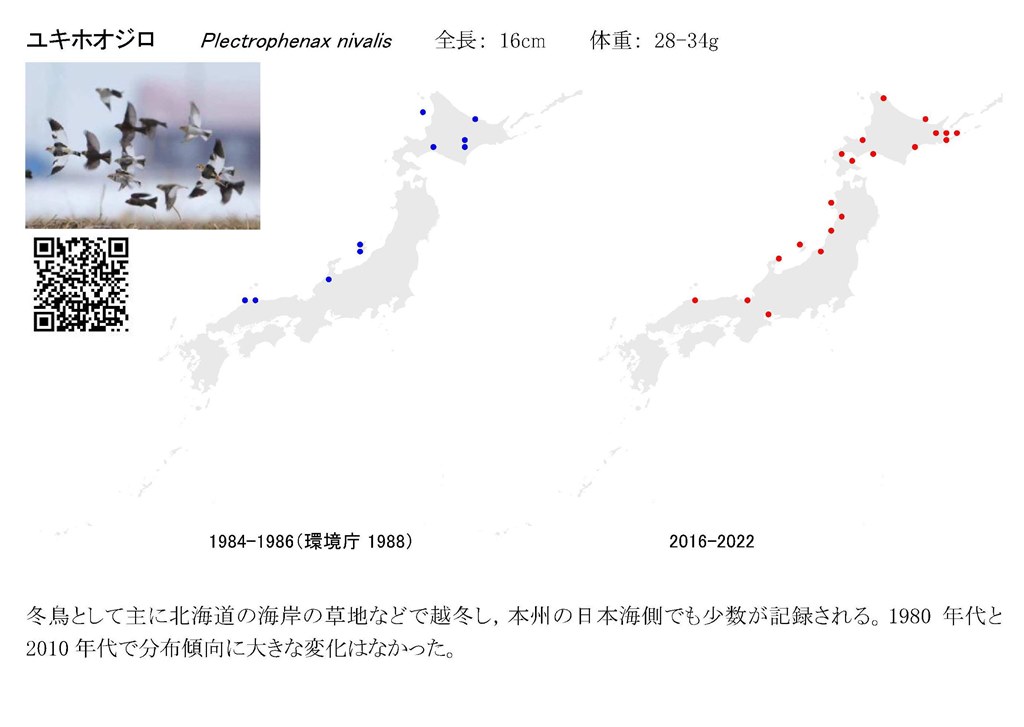 ユキホオジロ Plectrophenax nivalis 全長： 16cm 体重： 28-34g
1984-1986（環境庁 1988） 2016-2022
冬鳥として主に北海道の海岸の草地などで越冬し，本州の日本海側でも少数が記録される。1980 年代と
2010 年代で分布傾向に大きな変化はなかった。